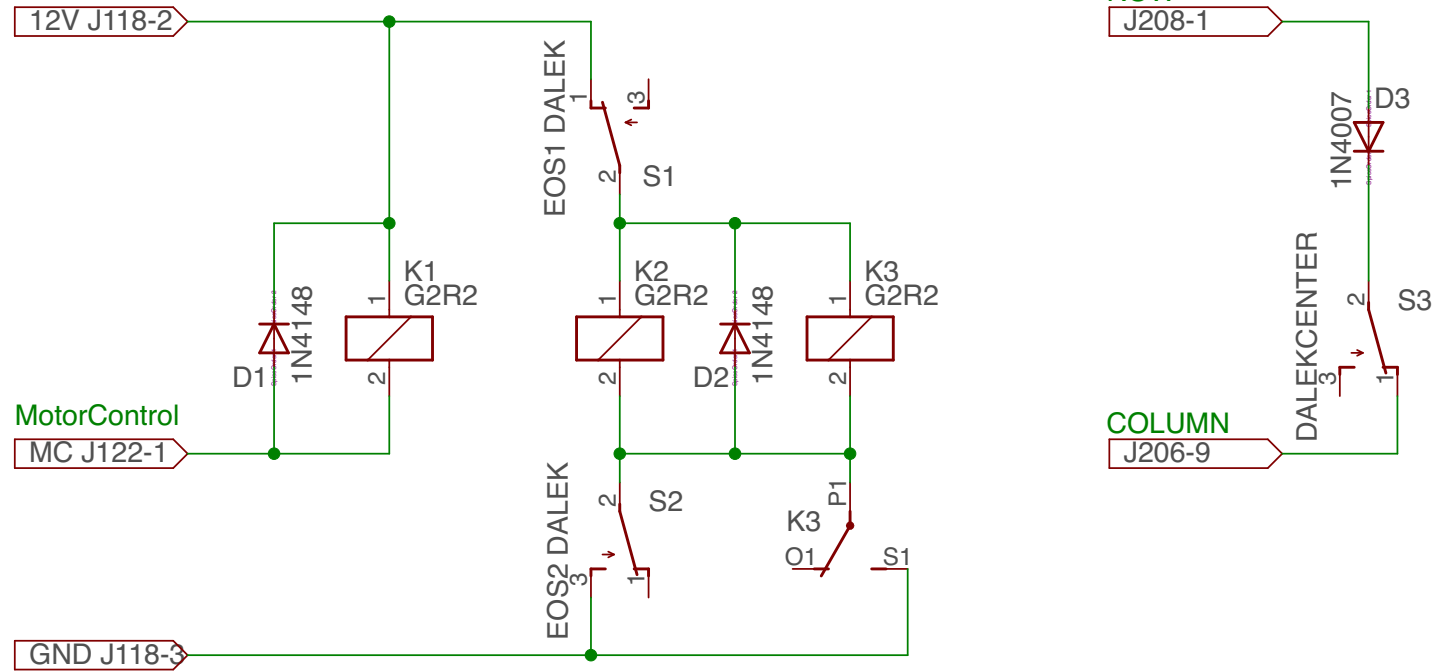 12V J118-2
J208-1
EOS1 DALEK
1
3
2
S1
1N4007
D3
K1
G2R2
1
2
1N4148
D1
K2
G2R2
1
2
1N4148
D2
K3
G2R2
1
2
DALEKCENTER
2
S3
3
1
MotorControl
MC J122-1
COLUMN
J206-9
EOS2 DALEK
2
S2
3
1
P1
K3
O1
S1
GND J118-3